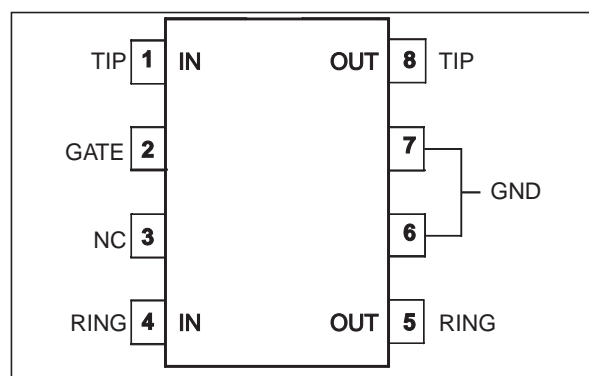 TIP 1 IN OUT 8 TIP
GATE 2 7
GND
NC 3 6
RING 4 IN OUT 5 RING